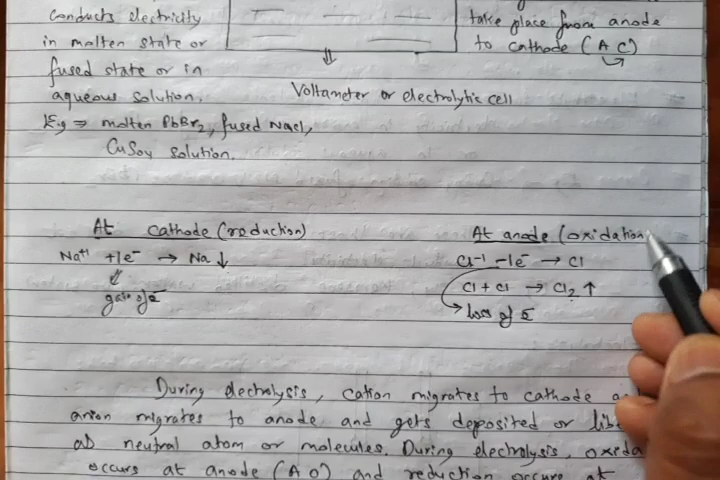 conducts electricity
in molten state or
fused state or in
aqueous solution.
E.g ⇒ molten PbBr₂, fused NaCl,
CuSO₄ solution.
⇓
Voltameter or electrolytic cell
take place from anode
to cathode (A C)
At cathode (reduction)
Na⁺¹ + 1e⁻ → Na ↓
⇓
gain of e⁻
At anode (oxidation
Cl⁻¹ - 1e⁻ → Cl
Cl + Cl → Cl₂ ↑
→ loss of e⁻
During electrolysis, cation migrates to cathode
anion migrates to anode and gets deposited or libe
as neutral atom or molecules. During electrolysis, oxida
occurs at anode (A O) and reduction occurs at